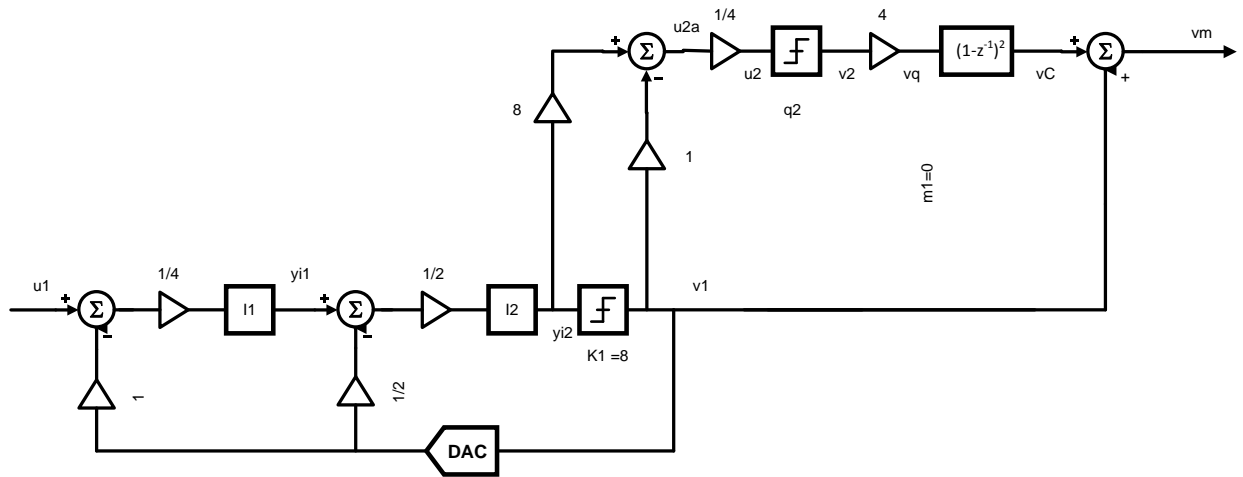 u2a
1/4
4
vm
+
Σ
u2
v2
vq
(1-z⁻¹)²
vC
+
Σ
-
+
q2
8
1
m1=0
u1
+
Σ
-
1/4
I1
yi1
+
Σ
-
1/2
I2
yi2
K1 =8
v1
1
1/2
DAC